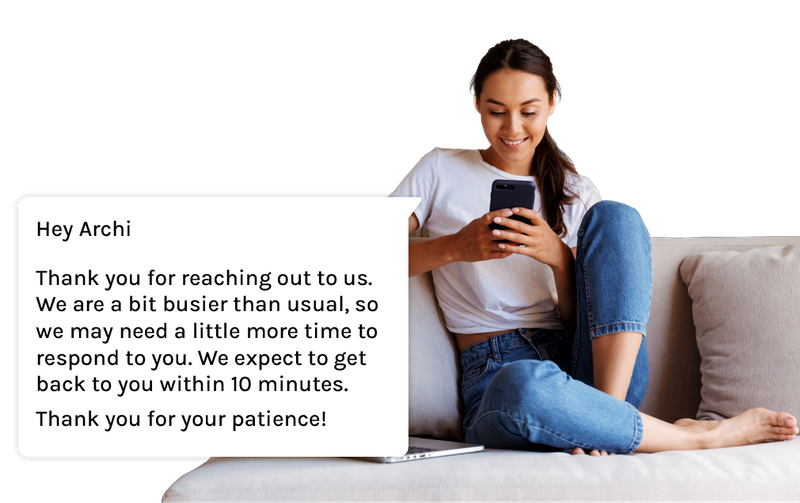 Hey Archi
Thank you for reaching out to us.
We are a bit busier than usual, so
we may need a little more time to
respond to you. We expect to get
back to you within 10 minutes.
Thank you for your patience!